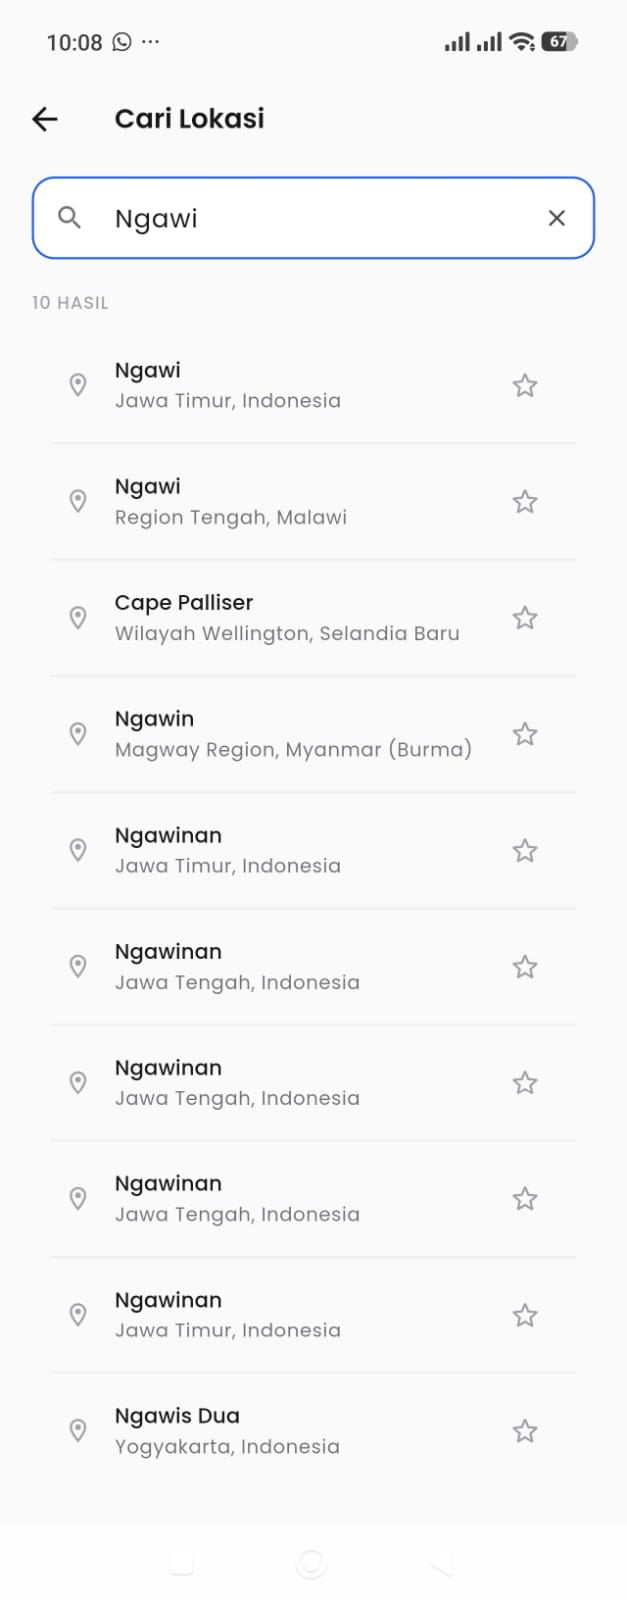 10:08 ...
67
Cari Lokasi
Ngawi
10 HASIL
Ngawi
Jawa Timur, Indonesia
Ngawi
Region Tengah, Malawi
Cape Palliser
Wilayah Wellington, Selandia Baru
Ngawin
Magway Region, Myanmar (Burma)
Ngawinan
Jawa Timur, Indonesia
Ngawinan
Jawa Tengah, Indonesia
Ngawinan
Jawa Tengah, Indonesia
Ngawinan
Jawa Tengah, Indonesia
Ngawinan
Jawa Timur, Indonesia
Ngawis Dua
Yogyakarta, Indonesia